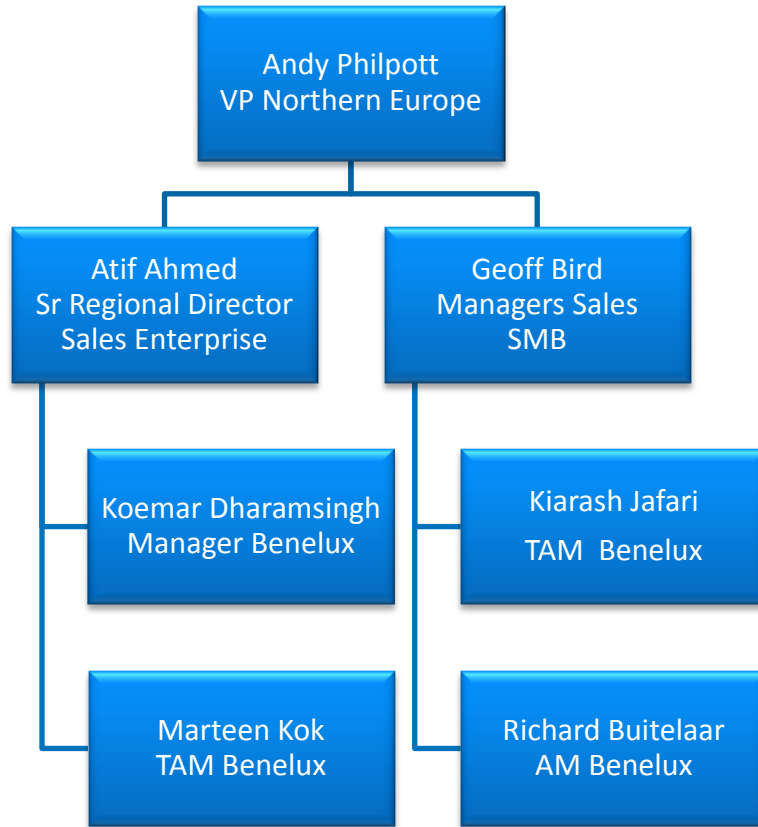 Andy Philpott
VP Northern Europe
Atif Ahmed
Sr Regional Director
Sales Enterprise
Geoff Bird
Managers Sales
SMB
Koemar Dharamsingh
Manager Benelux
Kiarash Jafari
TAM Benelux
Marteen Kok
TAM Benelux
Richard Buitelaar
AM Benelux